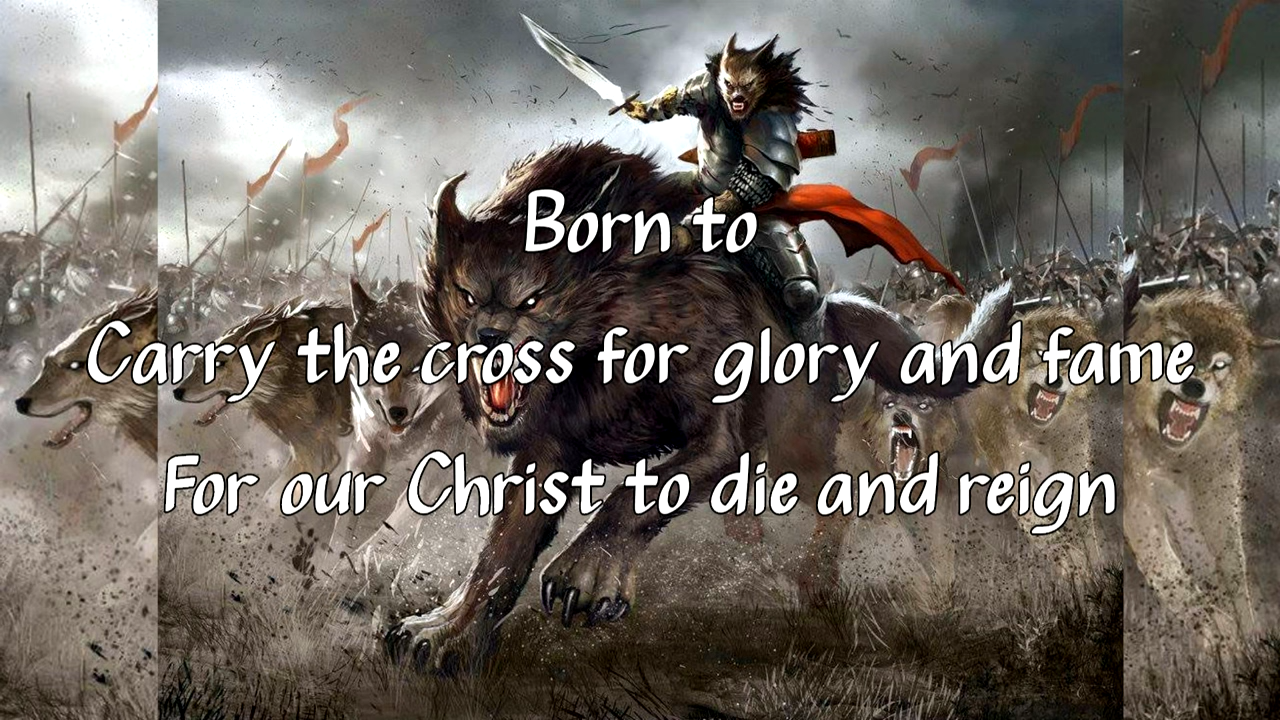 Born to
Carry the cross for glory and fame
For our Christ to die and reign